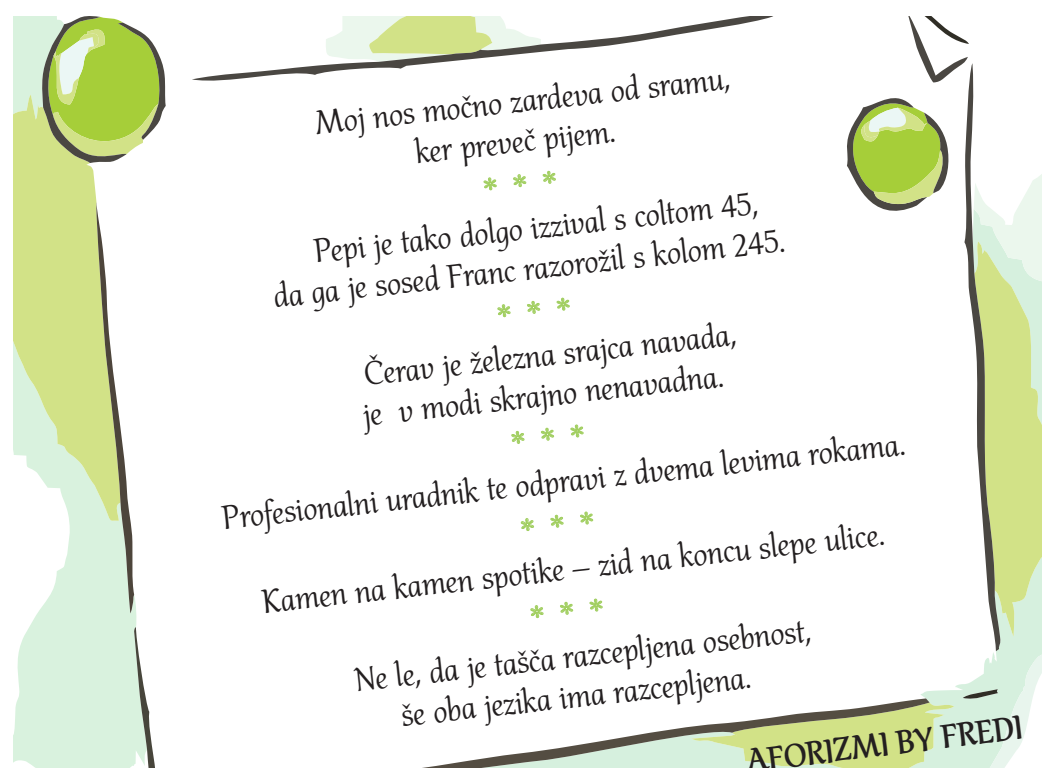 Moj nos močno zardeva od sramu,
ker preveč pijem.
* * *
Pepi je tako dolgo izzival s coltom 45,
da ga je sosed Franc razorožil s kolom 245.
* * *
Čerav je železna srajca navada,
je v modi skrajno nenavadna.
* * *
Profesionalni uradnik te odpravi z dvema levima rokama.
* * *
Kamen na kamen spotike – zid na koncu slepe ulice.
* * *
Ne le, da je tašča razcepljena osebnost,
še oba jezika ima razcepljena.
AFORIZMI BY FREDI